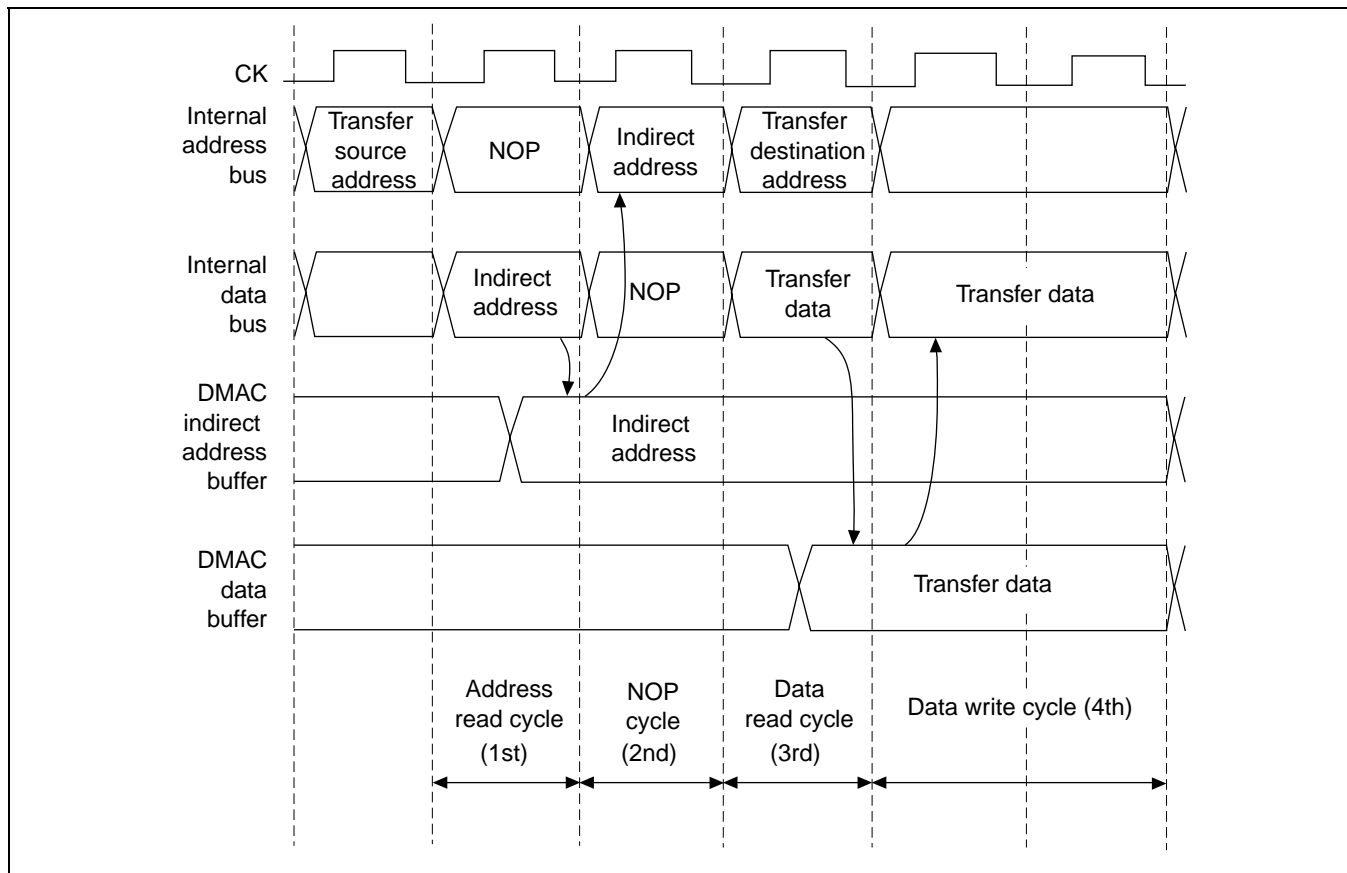 CK
Internal
address
bus
Transfer
source
address
NOP
Indirect
address
Transfer
destination
address
Internal
data
bus
Indirect
address
NOP
Transfer
data
Transfer data
DMAC
indirect
address
buffer
Indirect
address
DMAC
data
buffer
Transfer data
Address
read cycle
(1st)
NOP
cycle
(2nd)
Data
read cycle
(3rd)
Data write cycle (4th)